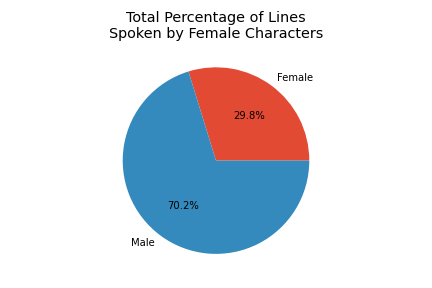 Total Percentage of Lines
Spoken by Female Characters
Female
29.8%
70.2%
Male